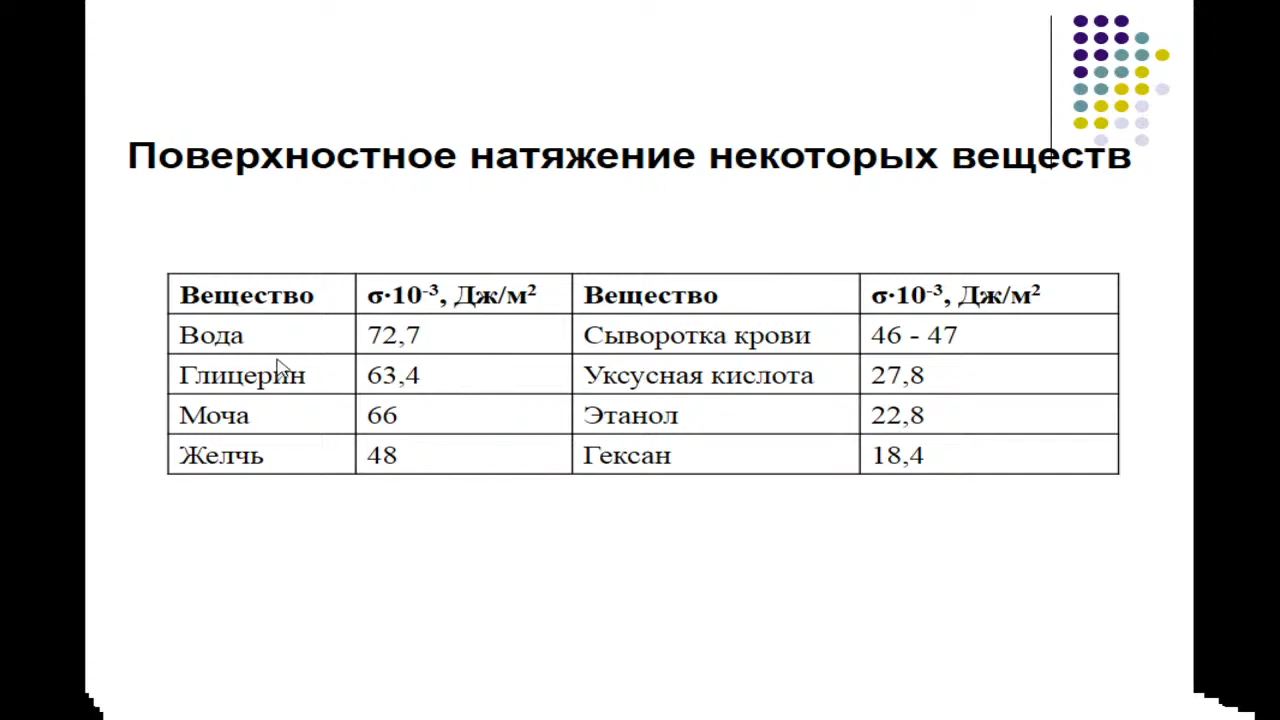 Поверхностное натяжение некоторых веществ
Вещество σ·10⁻³, Дж/м² Вещество σ·10⁻³, Дж/м²
Вода 72,7 Сыворотка крови 46 - 47
Глицерин 63,4 Уксусная кислота 27,8
Моча 66 Этанол 22,8
Желчь 48 Гексан 18,4